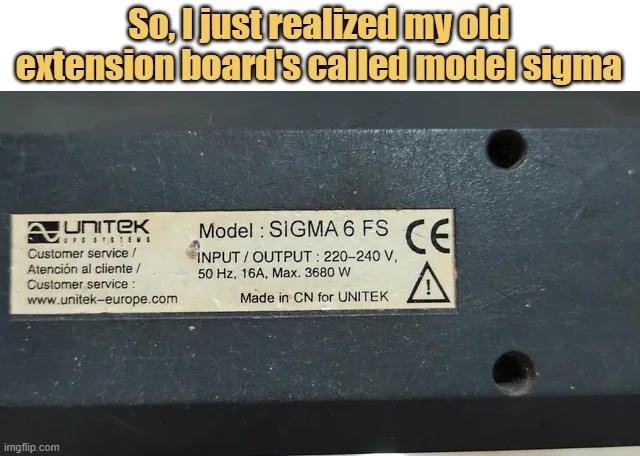 So, I just realized my old
extension board's called model sigma
UNITEK
UPS SYSTEMS
Customer service /
Atención al cliente /
Customer service :
www.unitek-europe.com
Model : SIGMA 6 FS
INPUT / OUTPUT : 220-240 V,
50 Hz, 16A, Max. 3680 W
Made in CN for UNITEK
CE
!
imgflip.com